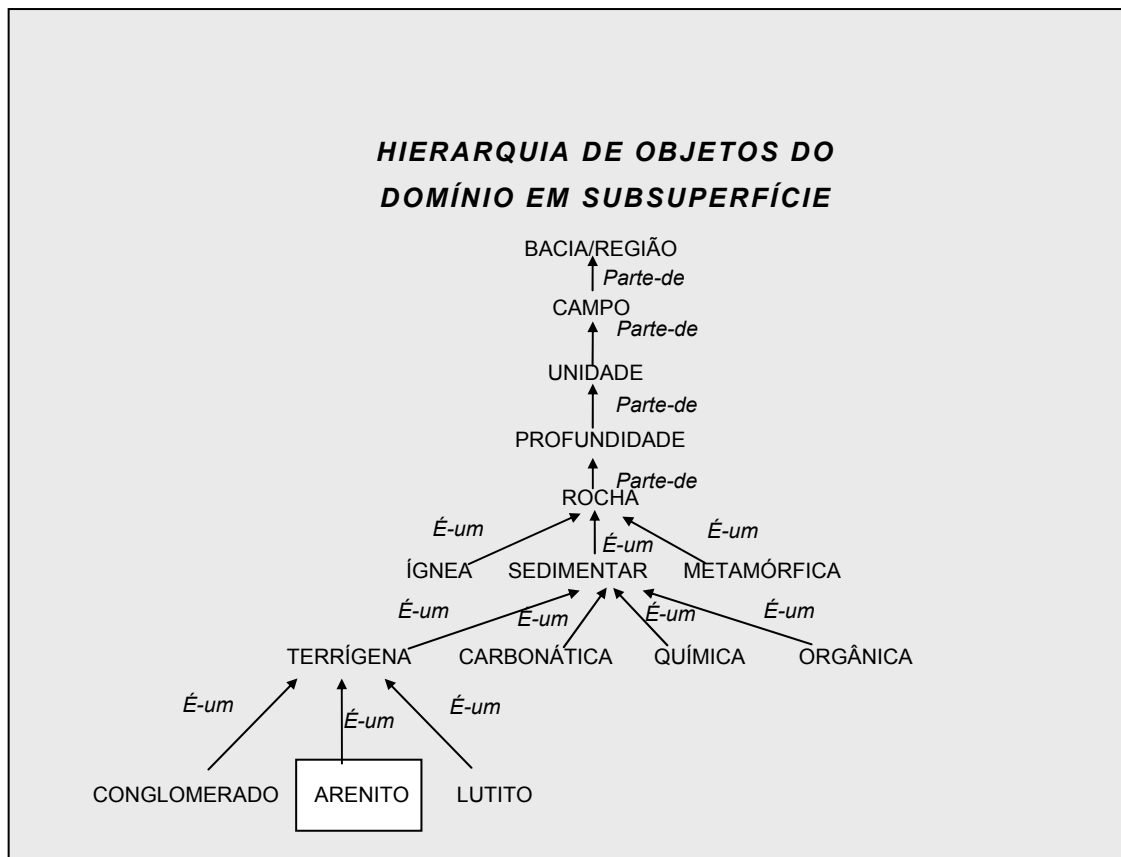 HIERARQUIA DE OBJETOS DO
DOMÍNIO EM SUBSUPERFÍCIE
BACIA/REGIÃO
Parte-de
CAMPO
Parte-de
UNIDADE
Parte-de
PROFUNDIDADE
Parte-de
ROCHA
É-um É-um É-um
ÍGNEA SEDIMENTAR METAMÓRFICA
É-um É-um É-um É-um
TERRÍGENA CARBONÁTICA QUÍMICA ORGÂNICA
É-um É-um É-um
CONGLOMERADO ARENITO LUTITO